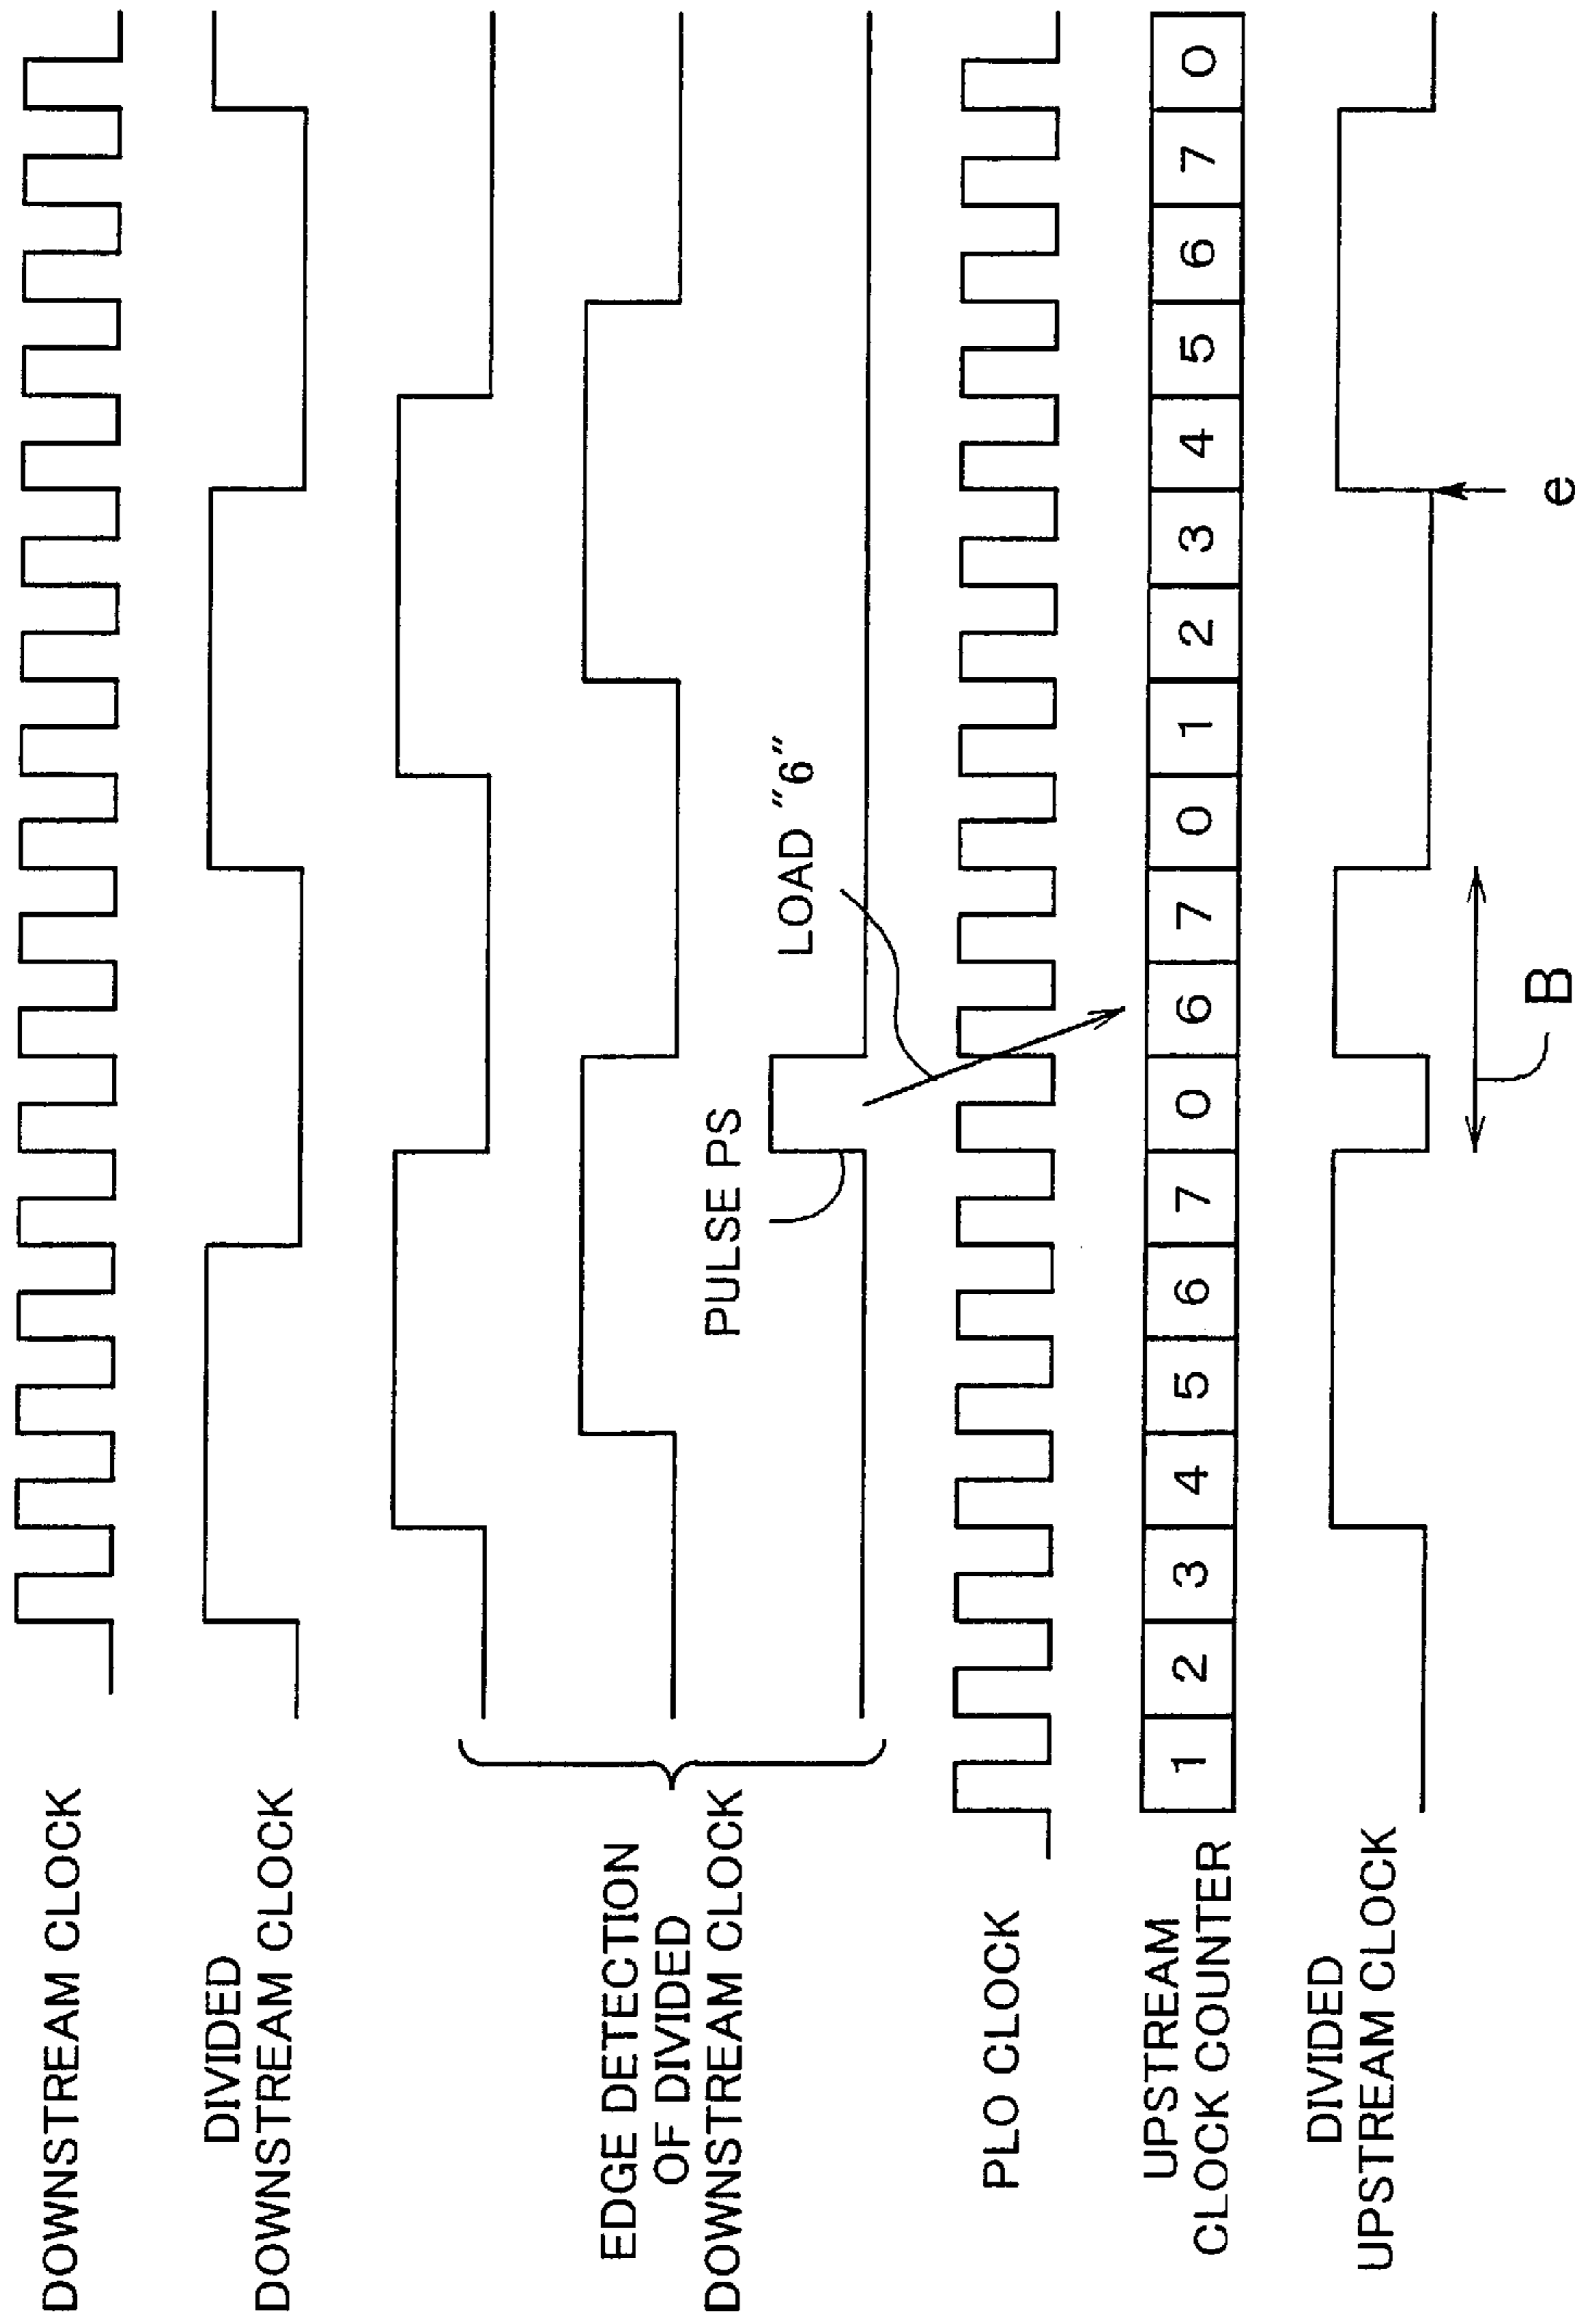 DOWNSTREAM CLOCK
DIVIDED
DOWNSTREAM CLOCK
EDGE DETECTION
OF DIVIDED
DOWNSTREAM CLOCK
PULSE PS
LOAD "6"
PLO CLOCK
UPSTREAM
CLOCK COUNTER
1 2 3 4 5 6 7 0 6 7 0 1 2 3 4 5 6 7 0
DIVIDED
UPSTREAM CLOCK
B
e